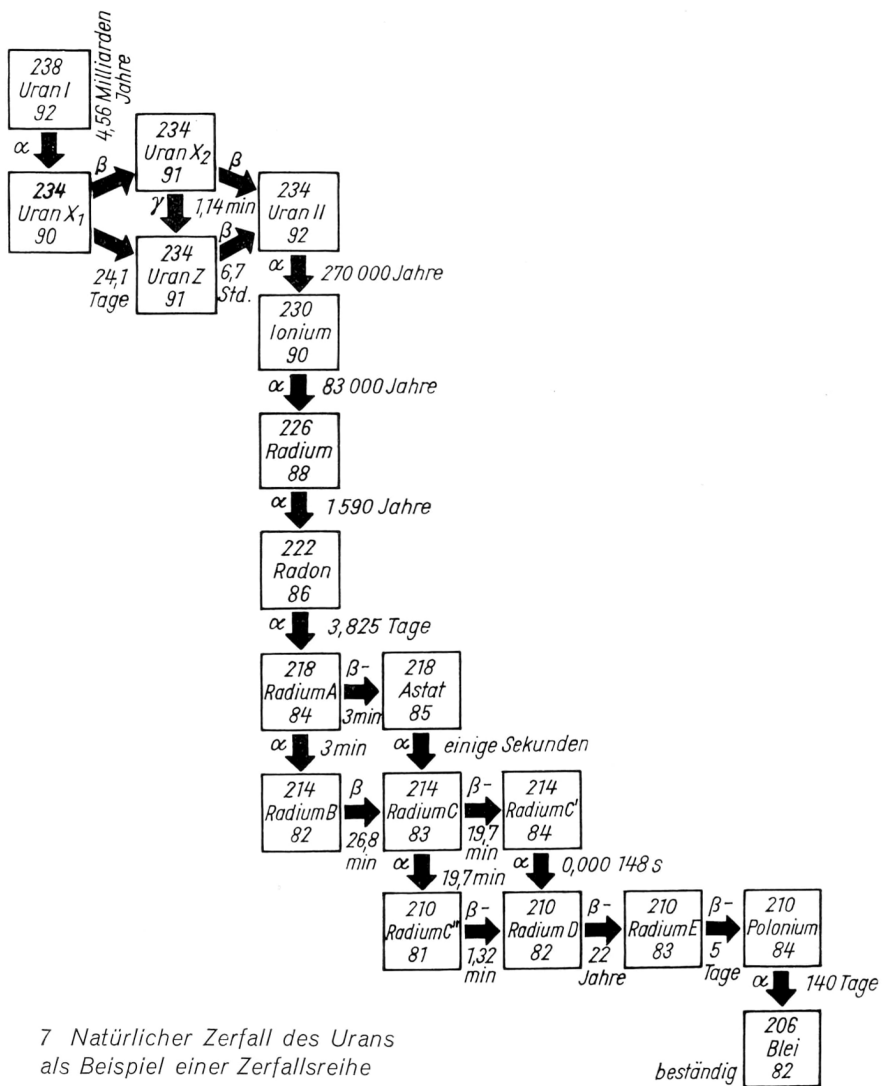 238
Uran I
92
4,56 Milliarden
Jahre
α
234
Uran X₁
90
β
24,1
Tage
234
Uran X₂
91
β
γ
1,14 min
234
Uran Z
91
β
6,7
Std.
234
Uran II
92
α
270 000 Jahre
230
Ionium
90
α
83 000 Jahre
226
Radium
88
α
1 590 Jahre
222
Radon
86
α
3,825 Tage
218
Radium A
84
β-
3 min
218
Astat
85
α
3 min
α
einige Sekunden
214
Radium B
82
β
26,8
min
214
Radium C
83
β-
19,7
min
214
Radium C'
84
α
19,7 min
α
0,000 148 s
210
Radium C"
81
β-
1,32
min
210
Radium D
82
β-
22
Jahre
210
Radium E
83
β-
5
Tage
210
Polonium
84
α
140 Tage
206
Blei
82
beständig
7 Natürlicher Zerfall des Urans
als Beispiel einer Zerfallsreihe